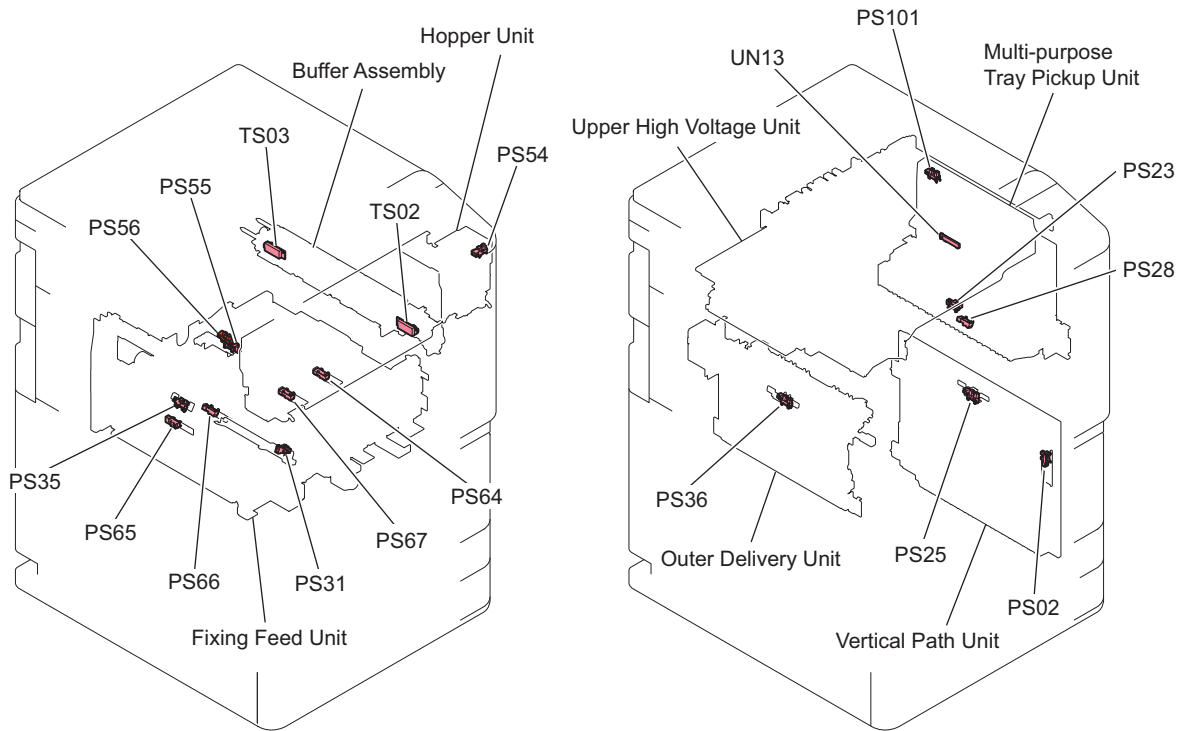 Hopper Unit
Buffer Assembly
TS03
PS54
PS55
TS02
PS56
PS35
PS64
PS65
PS67
PS66
PS31
Fixing Feed Unit
PS101
UN13
Multi-purpose
Tray Pickup Unit
Upper High Voltage Unit
PS23
PS28
PS36
Outer Delivery Unit
PS25
PS02
Vertical Path Unit